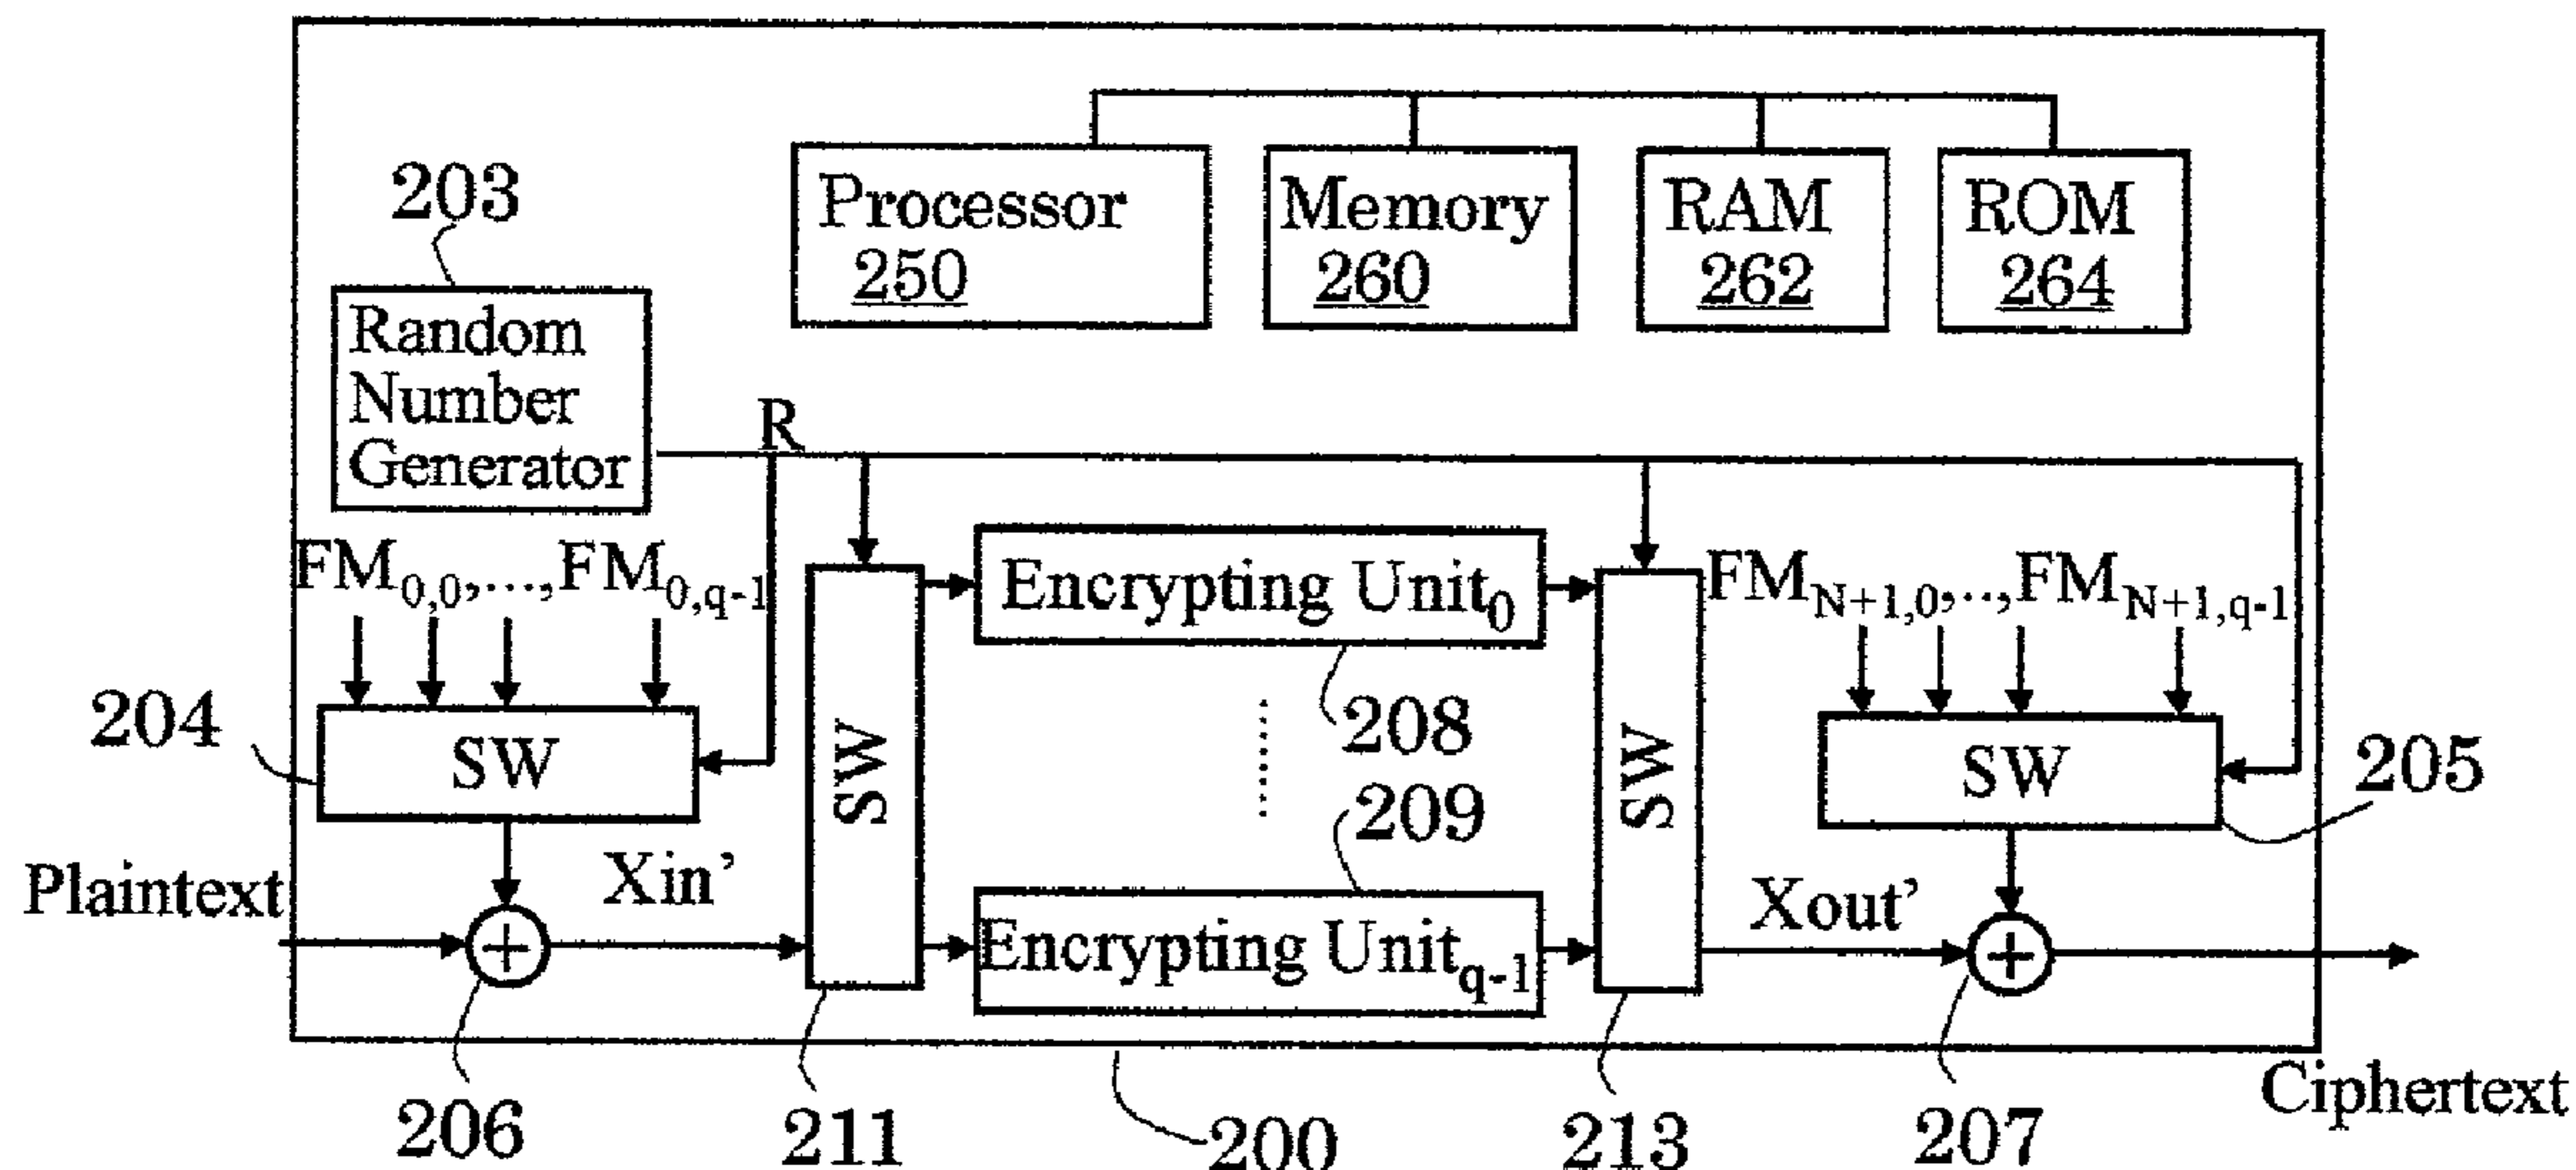 Processor
250
Memory
260
RAM
262
ROM
264
203
Random
Number
Generator
R
FM0,0,...,FM0,q-1
Encrypting Unit0
FMN+1,0,..,FMN+1,q-1
204
SW
SW
208
SW
SW
205
209
Plaintext
Xin’
Encrypting Unitq-1
Xout’
Ciphertext
206
211
200
213
207